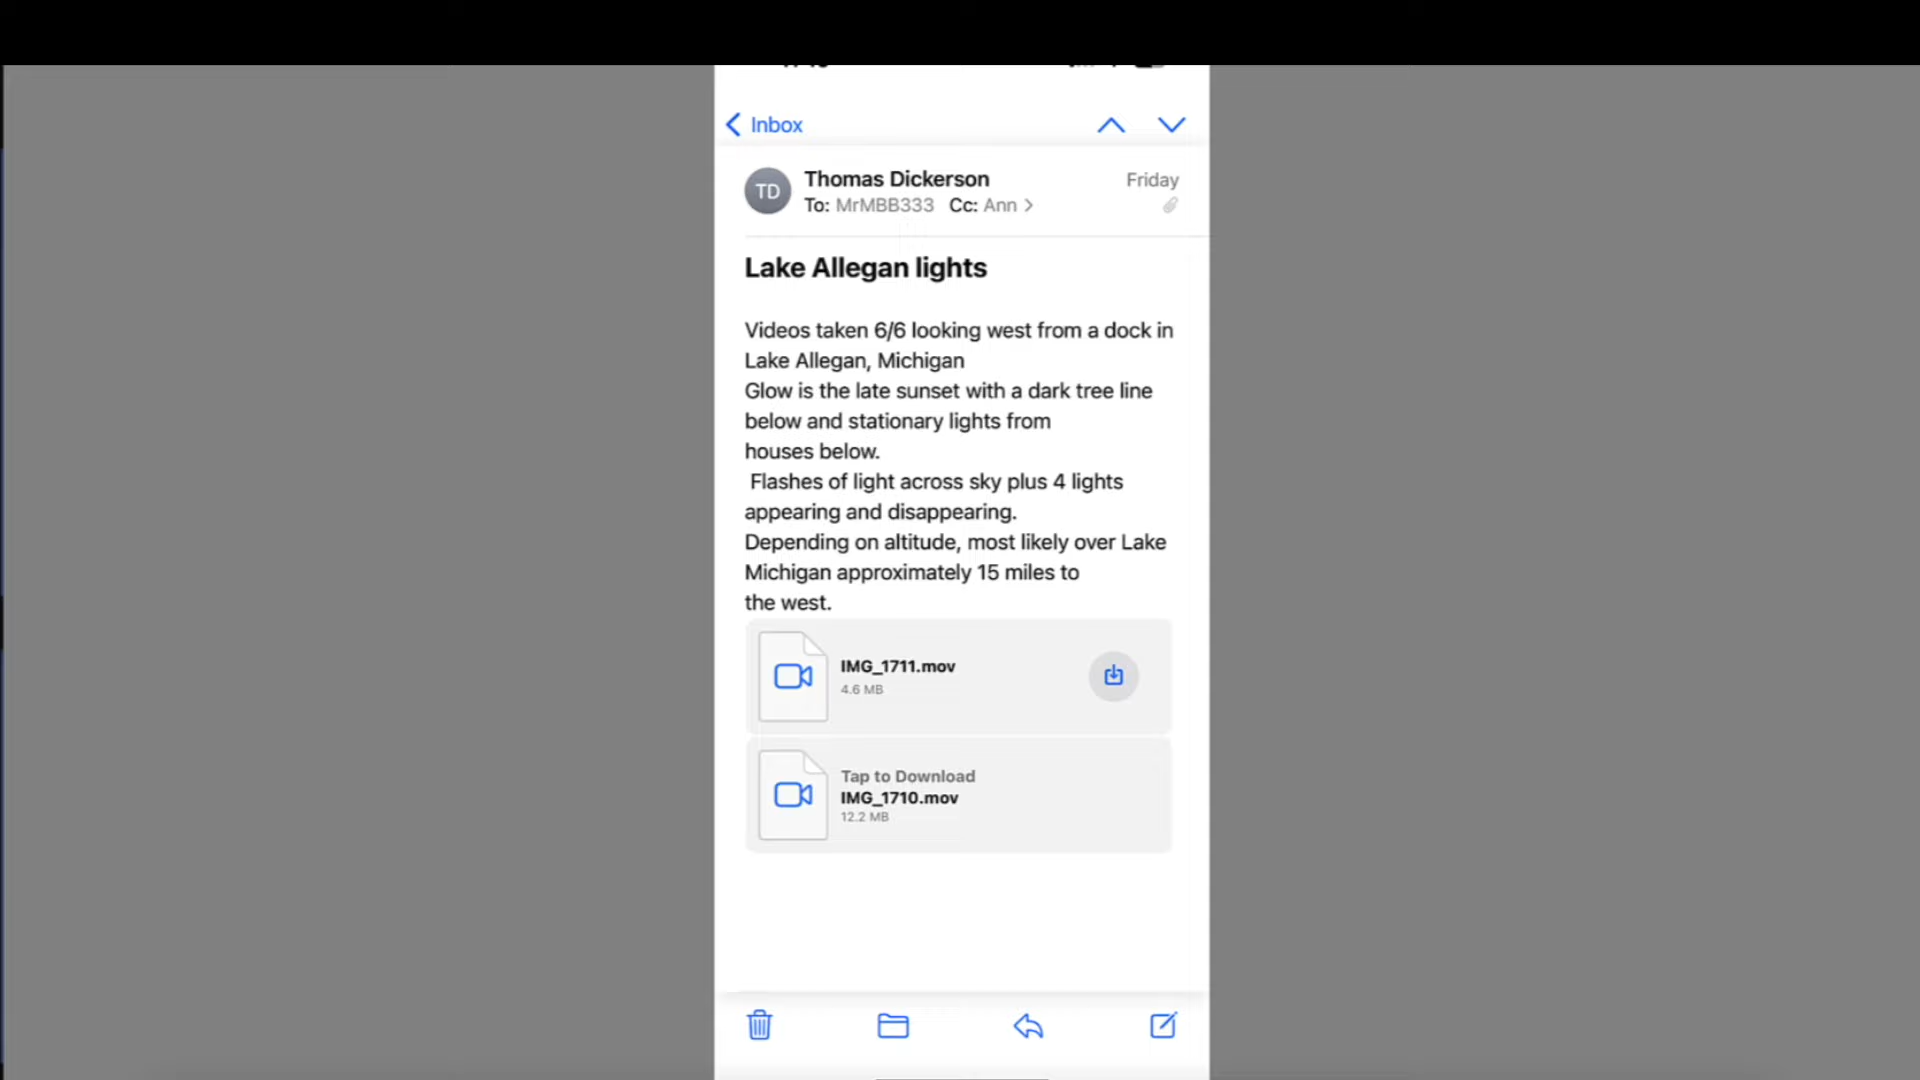 Inbox
TD
Thomas Dickerson
Friday
To: MrMBB333 Cc: Ann
Lake Allegan lights
Videos taken 6/6 looking west from a dock in
Lake Allegan, Michigan
Glow is the late sunset with a dark tree line
below and stationary lights from
houses below.
Flashes of light across sky plus 4 lights
appearing and disappearing.
Depending on altitude, most likely over Lake
Michigan approximately 15 miles to
the west.
IMG_1711.mov
4.6 MB
Tap to Download
IMG_1710.mov
12.2 MB